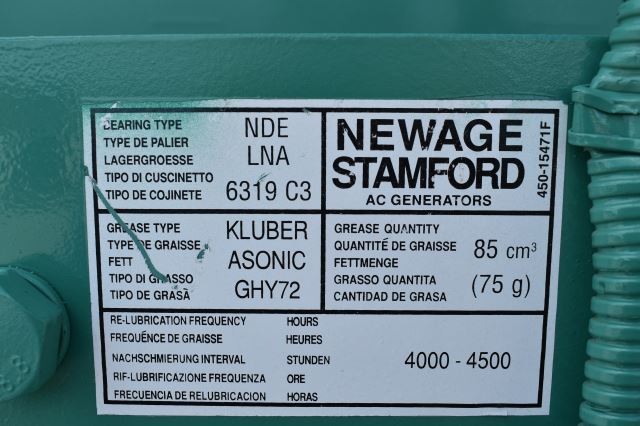 BEARING TYPE
TYPE DE PALIER
LAGERGROESSE
TIPO DI CUSCINETTO
TIPO DE COJINETE
NDE
LNA
6319 C3
NEWAGE
STAMFORD
AC GENERATORS
450-15471F
GREASE TYPE
TYPE DE GRAISSE
FETT
TIPO DI GRASSO
TIPO DE GRASA
KLUBER
ASONIC
GHY72
GREASE QUANTITY
QUANTITÉ DE GRAISSE
FETTMENGE
GRASSO QUANTITA
CANTIDAD DE GRASA
85 cm³
(75 g)
RE-LUBRICATION FREQUENCY HOURS
FREQUÉNCE DE GRAISSE HEURES
NACHSCHMIERUNG INTERVAL STUNDEN
RIF-LUBRIFICAZIONE FREQUENZA ORE
FRECUENCIA DE RELUBRICACION HORAS
4000 - 4500